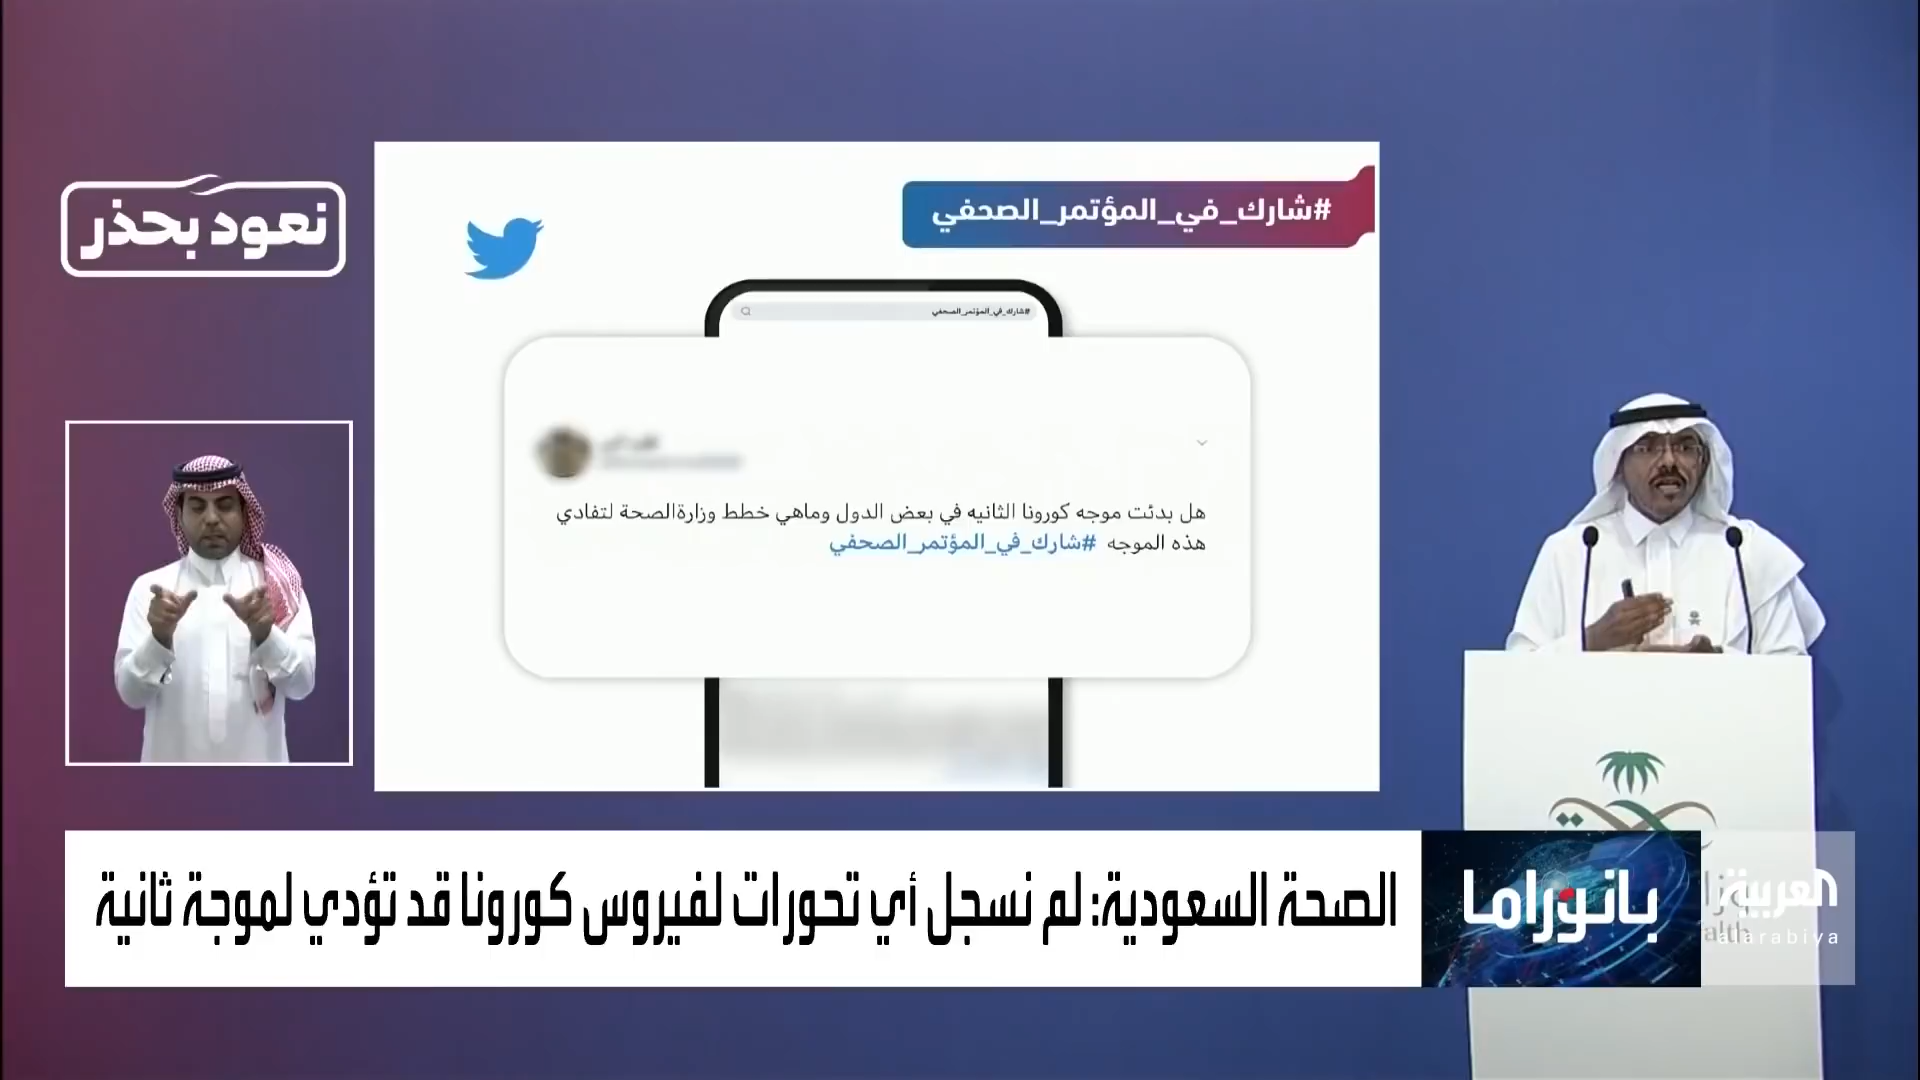 #شارك_في_المؤتمر_الصحفي
نعود بحذر
#شارك_في_المؤتمر_الصحفي
هل بدئت موجه كورونا الثانيه في بعض الدول وماهي خطط وزارةالصحة لتفادي
هذه الموجه #شارك_في_المؤتمر_الصحفي
الصحة السعودية: لم نسجل أي تحورات لفيروس كورونا قد تؤدي لموجة ثانية
بانوراما
العربية
alarabiya